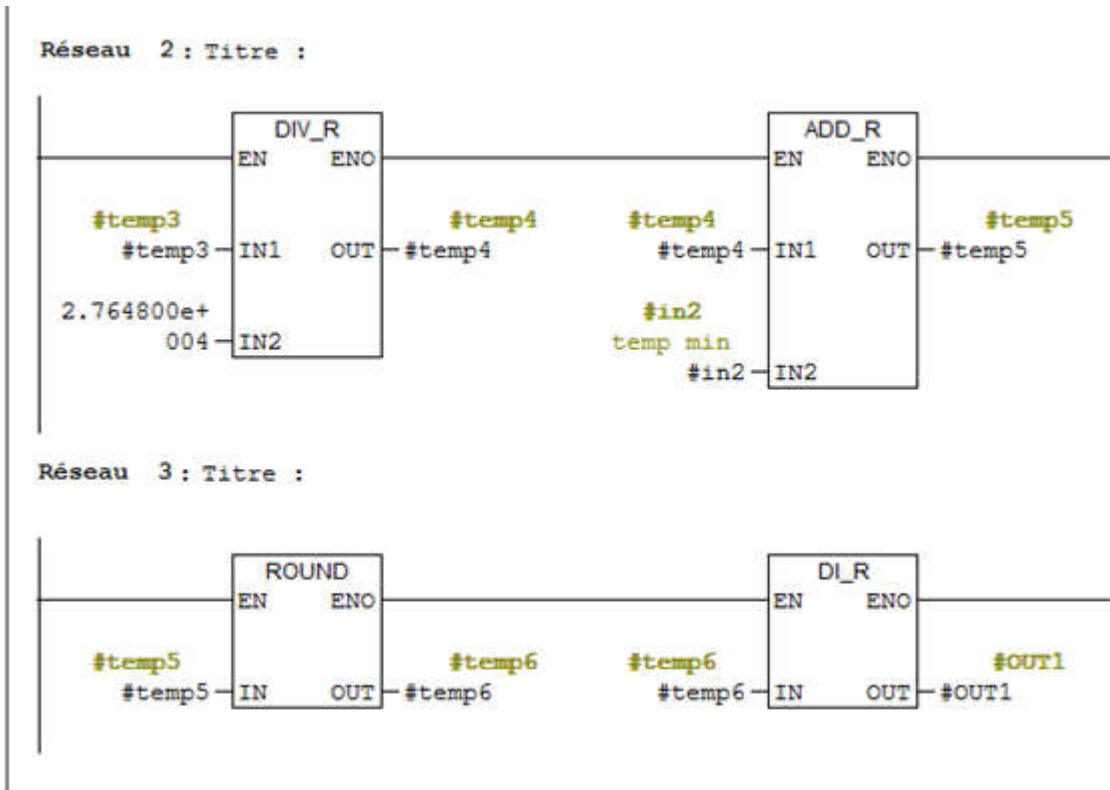 Réseau 2 : Titre :
DIV_R
ADD_R
EN ENO
EN ENO
#temp3
#temp4
#temp4
#temp5
#temp3 IN1 OUT #temp4
#temp4 IN1 OUT #temp5
2.764800e+
004 IN2
#in2
temp min
#in2 IN2
Réseau 3 : Titre :
ROUND
DI_R
EN ENO
EN ENO
#temp5
#temp6
#temp6
#OUT1
#temp5 IN OUT #temp6
#temp6 IN OUT #OUT1